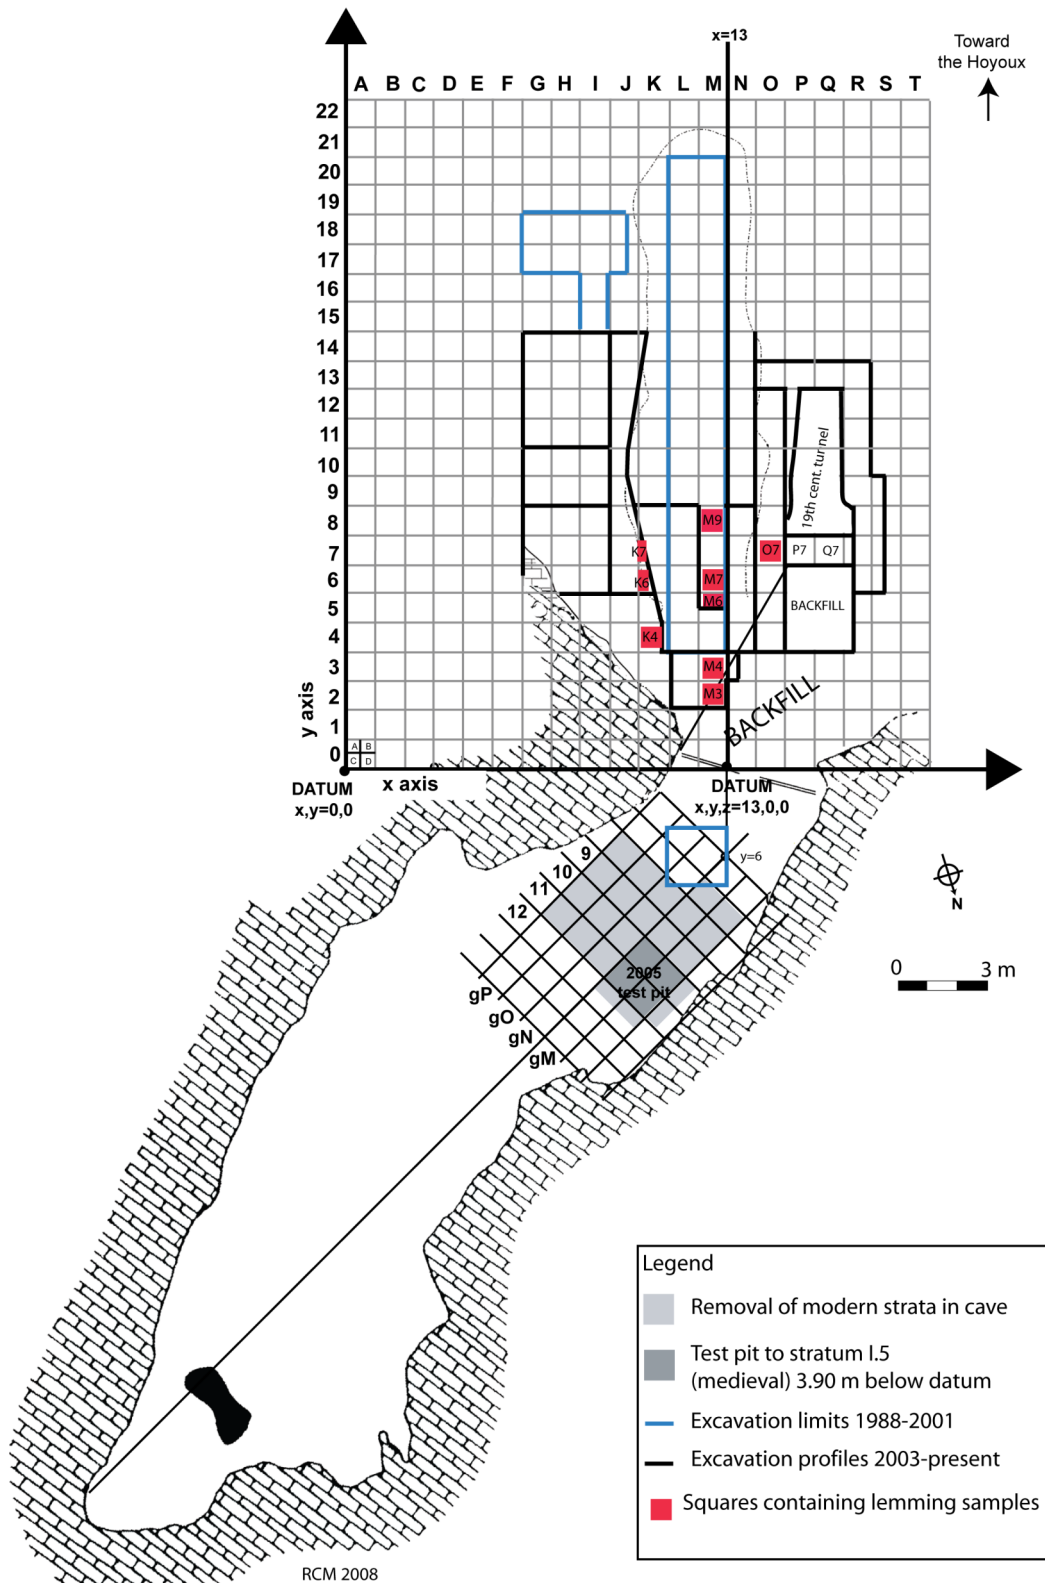 x=13
Toward
the Hoyoux
A B C D E F G H I J K L M N O P Q R S T
22
21
20
19
18
17
16
15
14
13
12
11
10
9
8
7
6
5
4
3
2
1
0
19th cent. tunnel
M9
K7
O7
P7
Q7
K6
M7
M6
BACKFILL
K4
M4
M3
BACKFILL
y axis
A B
C D
x axis
DATUM
x,y=0,0
DATUM
x,y,z=13,0,0
y=6
9
10
11
12
N
2005
test pit
0 3 m
gP
gO
gN
gM
Legend
Removal of modern strata in cave
Test pit to stratum I.5
(medieval) 3.90 m below datum
Excavation limits 1988-2001
Excavation profiles 2003-present
Squares containing lemming samples
RCM 2008